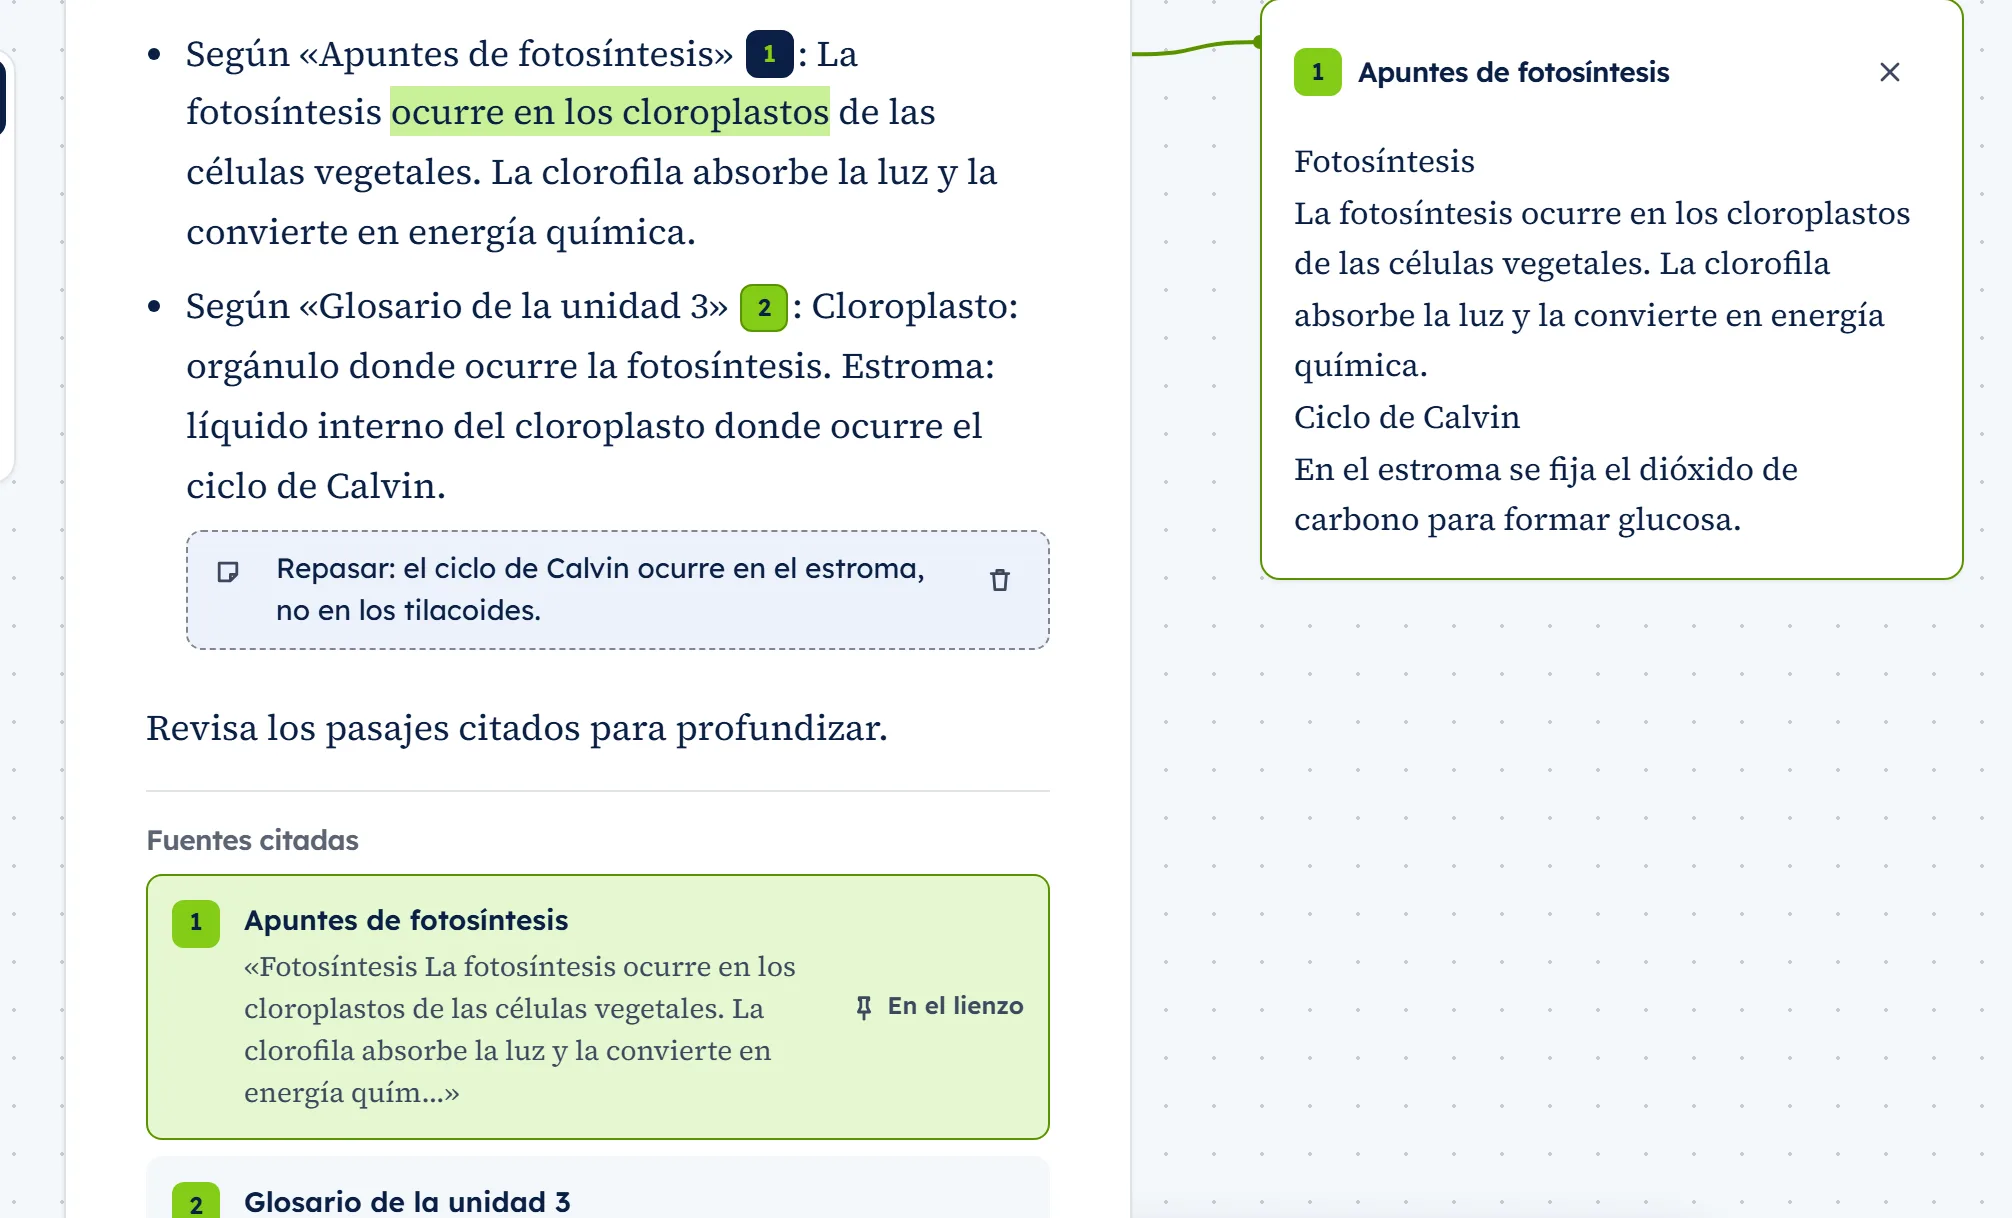 Según «Apuntes de fotosíntesis» 1 : La
fotosíntesis ocurre en los cloroplastos de las
células vegetales. La clorofila absorbe la luz y la
convierte en energía química.
Según «Glosario de la unidad 3» 2 : Cloroplasto:
orgánulo donde ocurre la fotosíntesis. Estroma:
líquido interno del cloroplasto donde ocurre el
ciclo de Calvin.
Repasar: el ciclo de Calvin ocurre en el estroma,
no en los tilacoides.
Revisa los pasajes citados para profundizar.
Fuentes citadas
1 Apuntes de fotosíntesis
«Fotosíntesis La fotosíntesis ocurre en los
cloroplastos de las células vegetales. La
clorofila absorbe la luz y la convierte en
energía quím...»
En el lienzo
2 Glosario de la unidad 3
1 Apuntes de fotosíntesis
Fotosíntesis
La fotosíntesis ocurre en los cloroplastos
de las células vegetales. La clorofila
absorbe la luz y la convierte en energía
química.
Ciclo de Calvin
En el estroma se fija el dióxido de
carbono para formar glucosa.